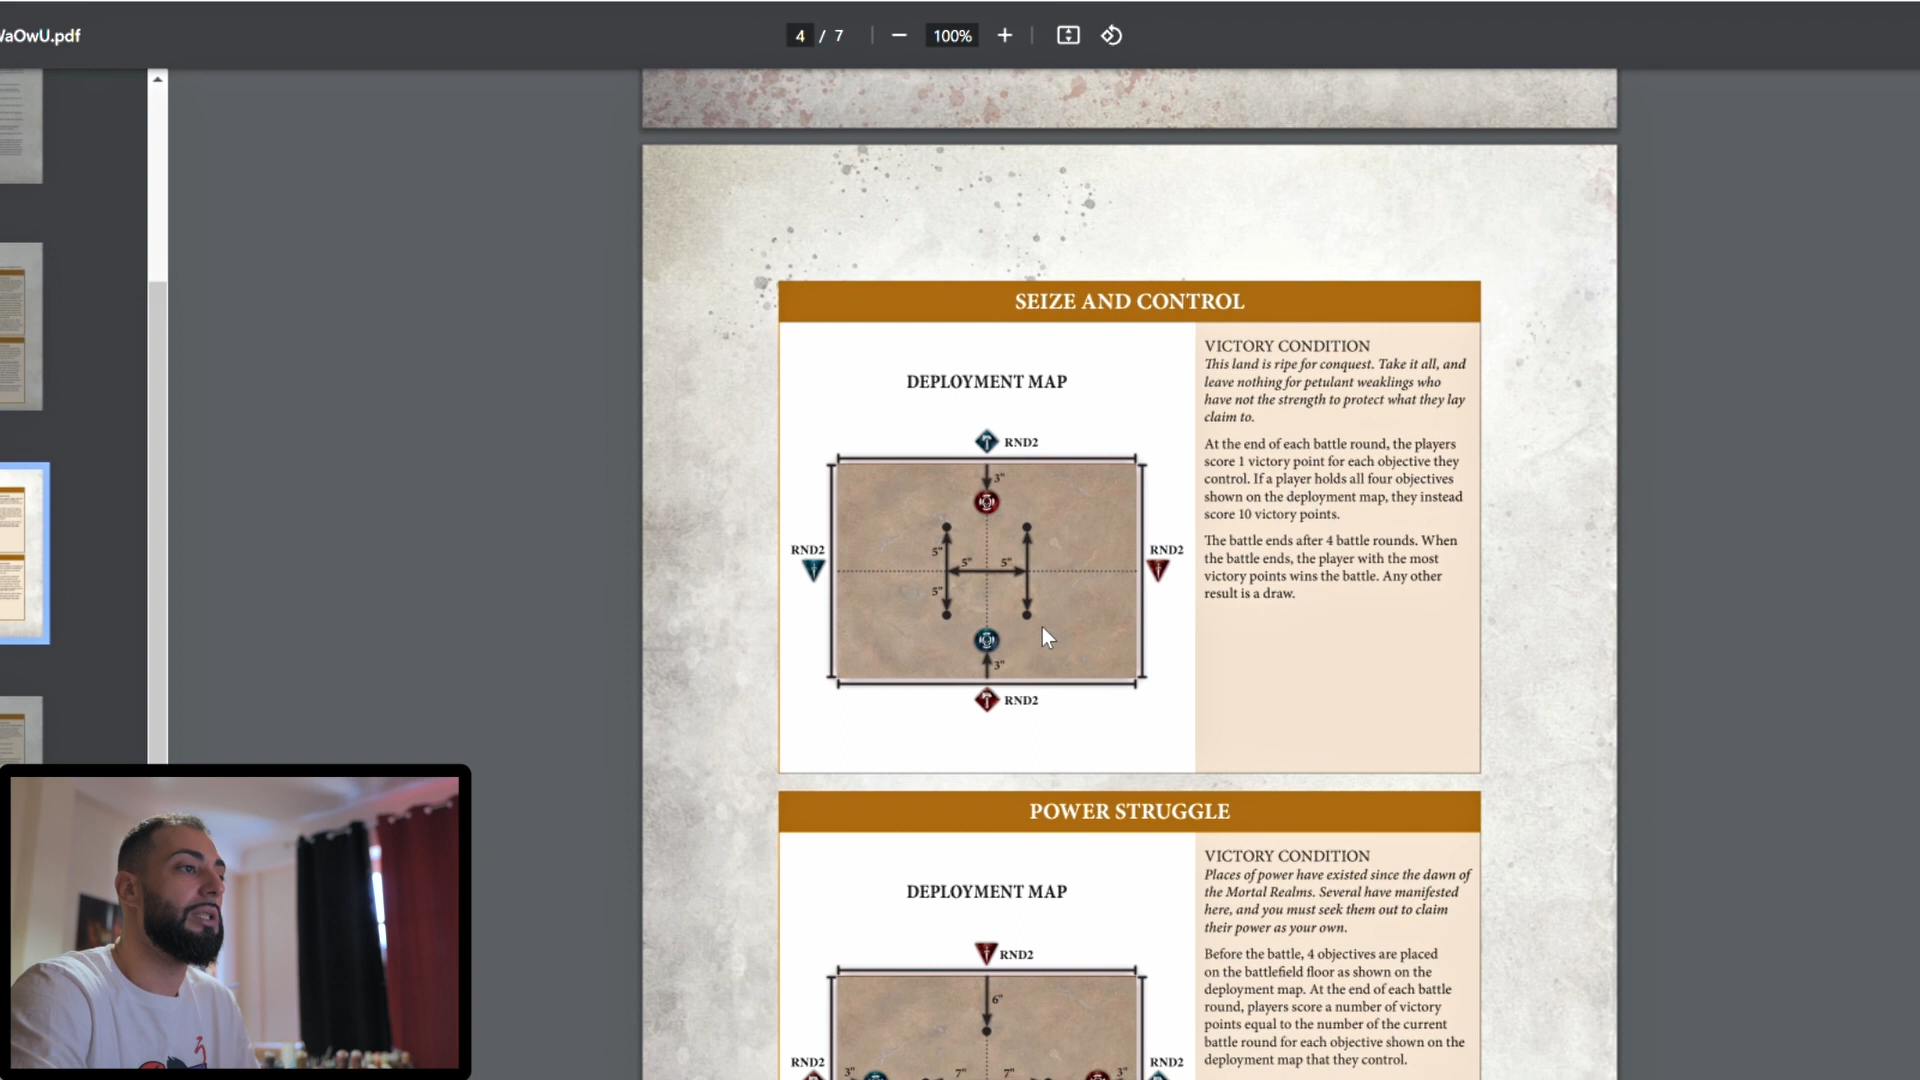 VaOwU.pdf
4 / 7
100%
SEIZE AND CONTROL
DEPLOYMENT MAP
RND2
3"
RND2
RND2
5"
5"
5"
5"
3"
RND2
VICTORY CONDITION
This land is ripe for conquest. Take it all, and
leave nothing for petulant weaklings who
have not the strength to protect what they lay
claim to.
At the end of each battle round, the players
score 1 victory point for each objective they
control. If a player holds all four objectives
shown on the deployment map, they instead
score 10 victory points.
The battle ends after 4 battle rounds. When
the battle ends, the player with the most
victory points wins the battle. Any other
result is a draw.
POWER STRUGGLE
DEPLOYMENT MAP
RND2
6"
RND2
RND2
3"
7"
7"
3"
VICTORY CONDITION
Places of power have existed since the dawn of
the Mortal Realms. Several have manifested
here, and you must seek them out to claim
their power as your own.
Before the battle, 4 objectives are placed
on the battlefield floor as shown on the
deployment map. At the end of each battle
round, players score a number of victory
points equal to the number of the current
battle round for each objective shown on the
deployment map that they control.